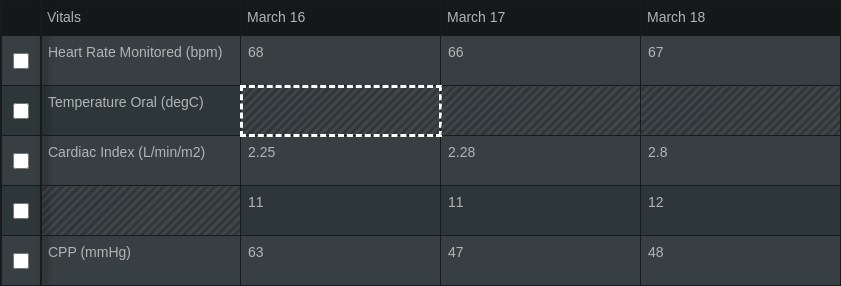 Vitals March 16 March 17 March 18
Heart Rate Monitored (bpm) 68 66 67
Temperature Oral (degC)
Cardiac Index (L/min/m2) 2.25 2.28 2.8
11 11 12
CPP (mmHg) 63 47 48